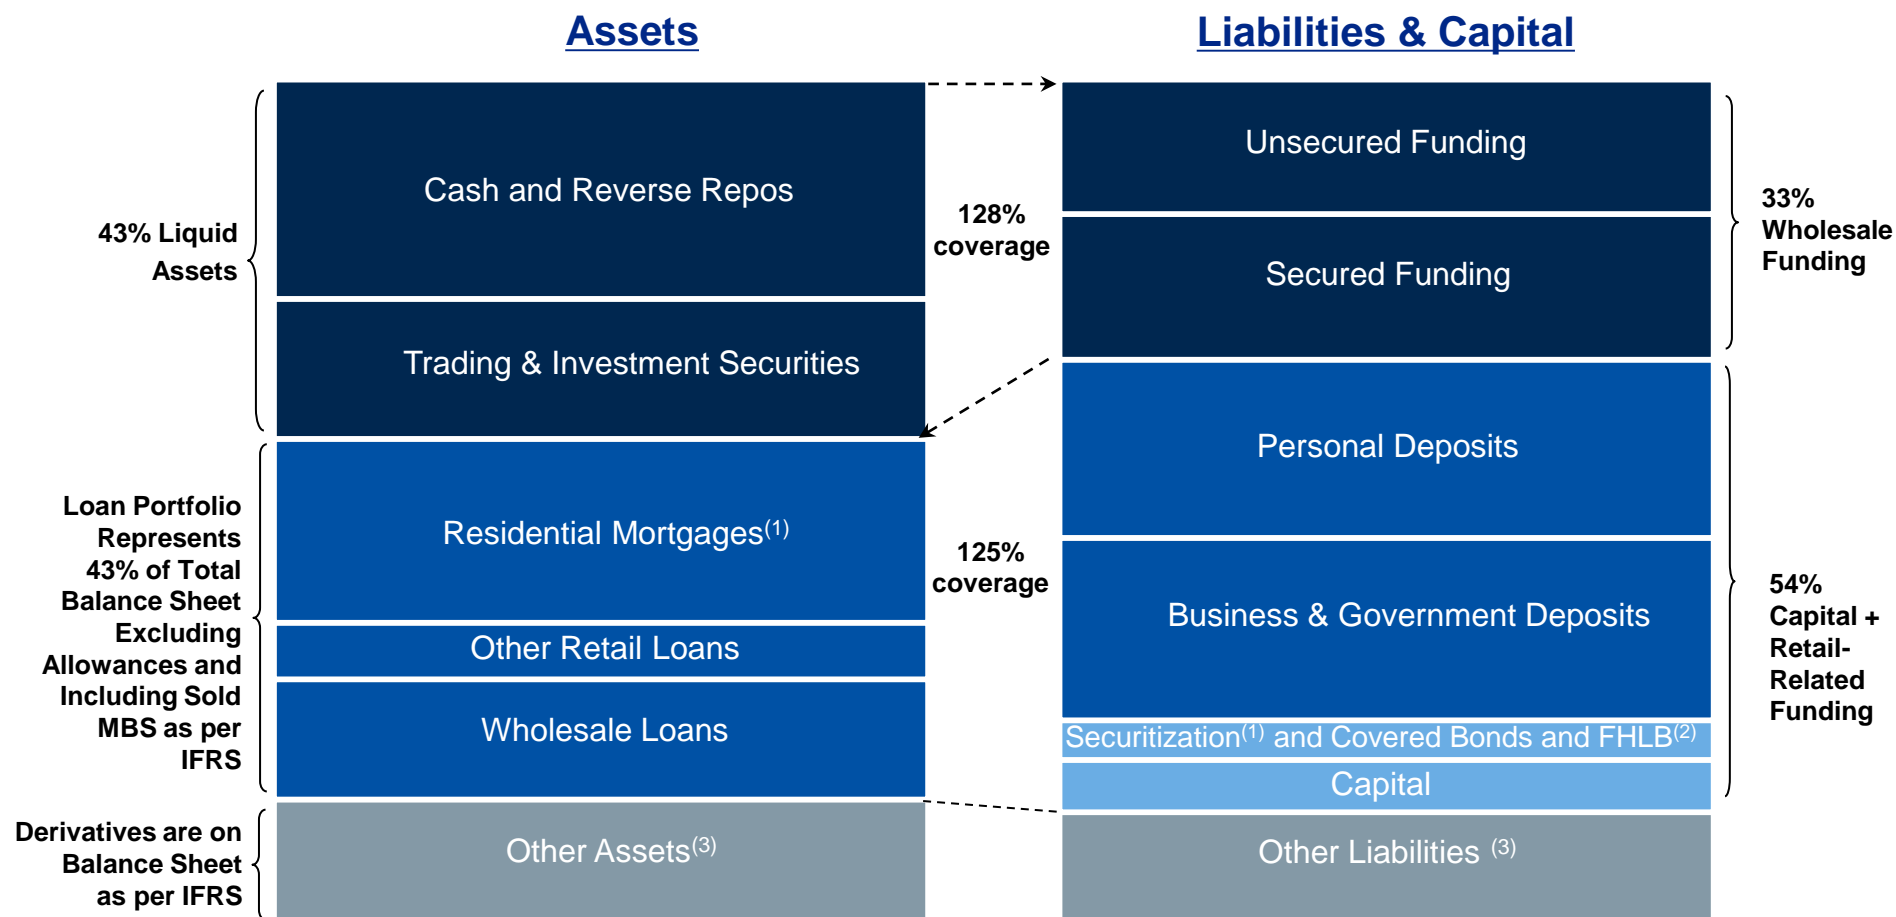 Assets
Liabilities & Capital
43% Liquid
Assets
Cash and Reverse Repos
Trading & Investment Securities
128%
coverage
Unsecured Funding
Secured Funding
33%
Wholesale
Funding
Loan Portfolio
Represents
43% of Total
Balance Sheet
Excluding
Allowances and
Including Sold
MBS as per
IFRS
Residential Mortgages(1)
Other Retail Loans
Wholesale Loans
125%
coverage
Personal Deposits
Business & Government Deposits
Securitization(1) and Covered Bonds and FHLB(2)
Capital
54%
Capital +
Retail-
Related
Funding
Derivatives are on
Balance Sheet
as per IFRS
Other Assets(3)
Other Liabilities (3)